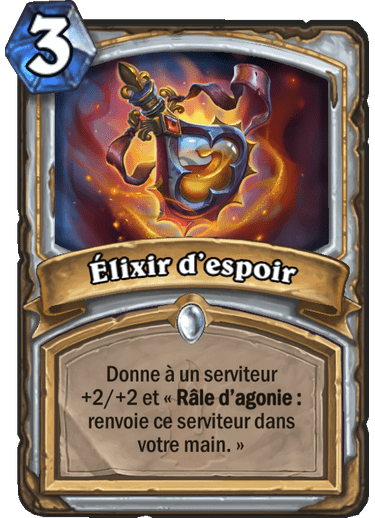 3
Élixir d'espoir
Donne à un serviteur
+2/+2 et « Râle d'agonie :
renvoie ce serviteur dans
votre main. »